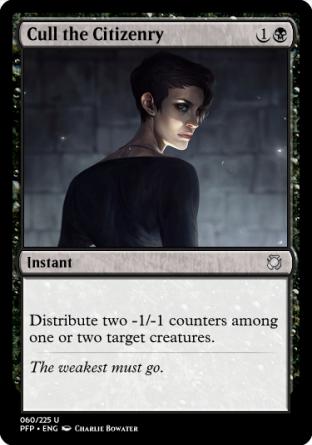 Cull the Citizenry 1
Instant
Distribute two -1/-1 counters among
one or two target creatures.
The weakest must go.
060/225 U
PFP • ENG Charlie Bowater